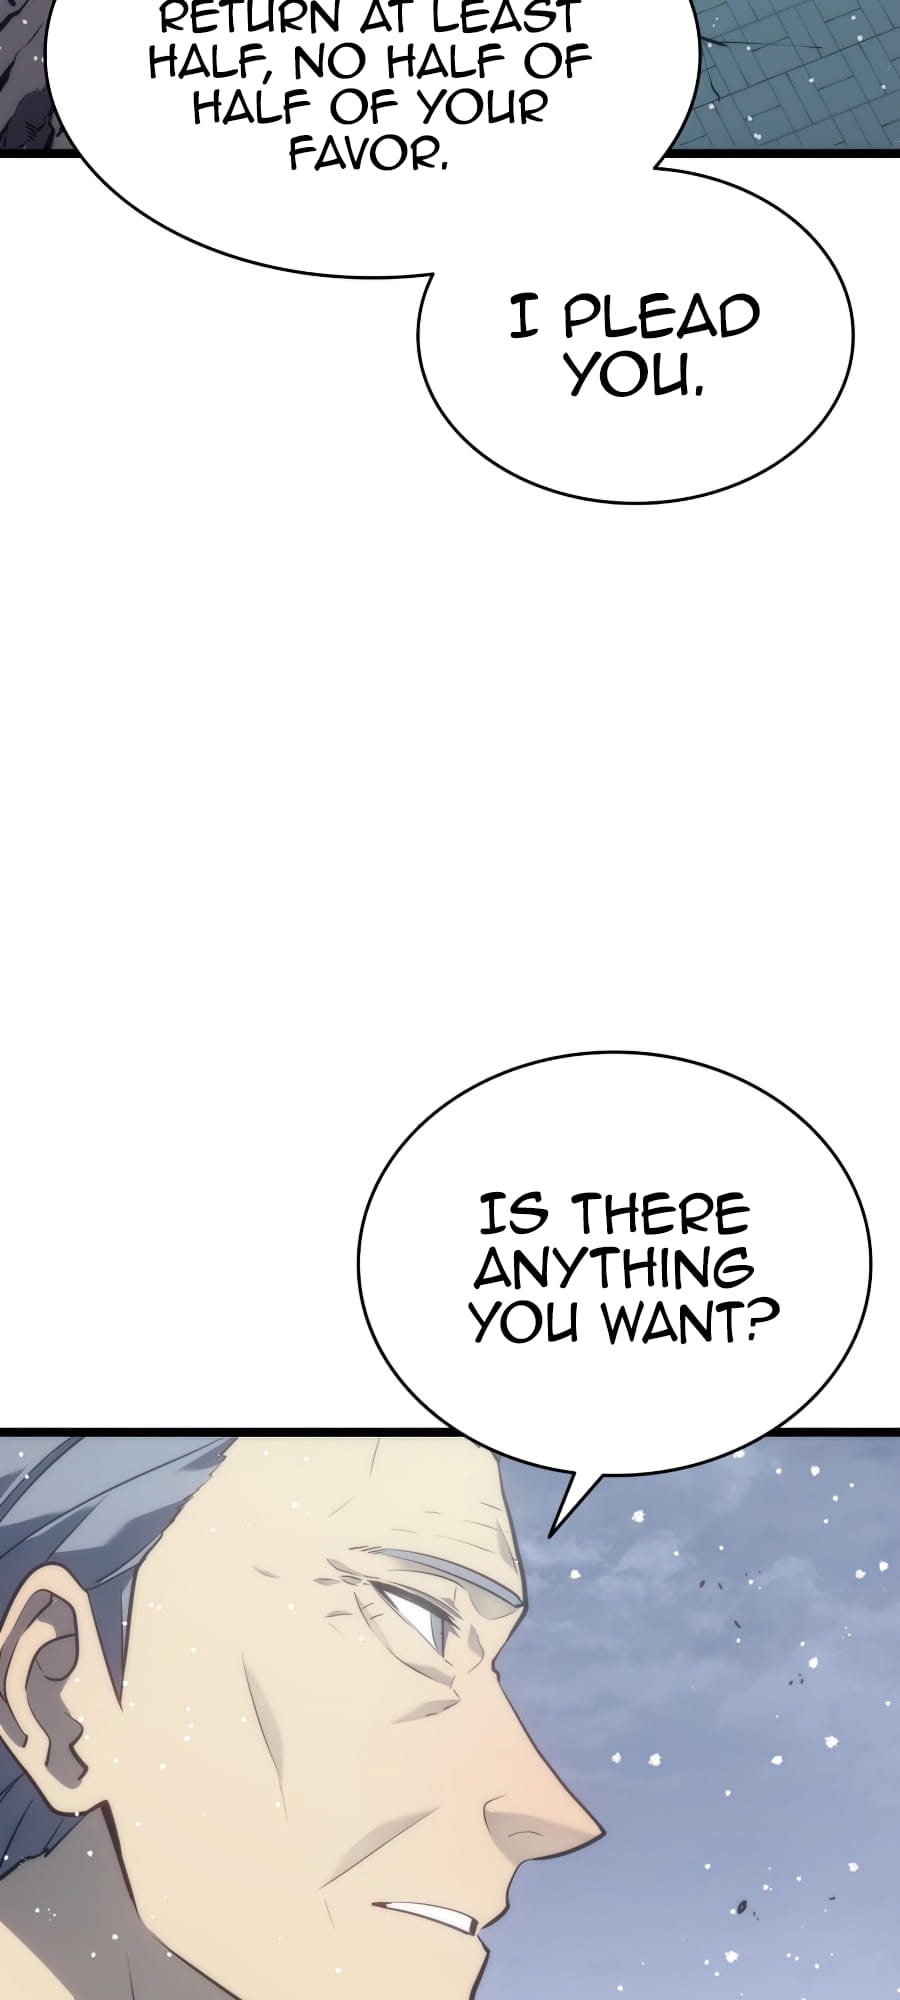 RETURN AT LEAST
HALF, NO HALF OF
HALF OF YOUR
FAVOR.
I PLEAD
YOU.
IS THERE
ANYTHING
YOU WANT?